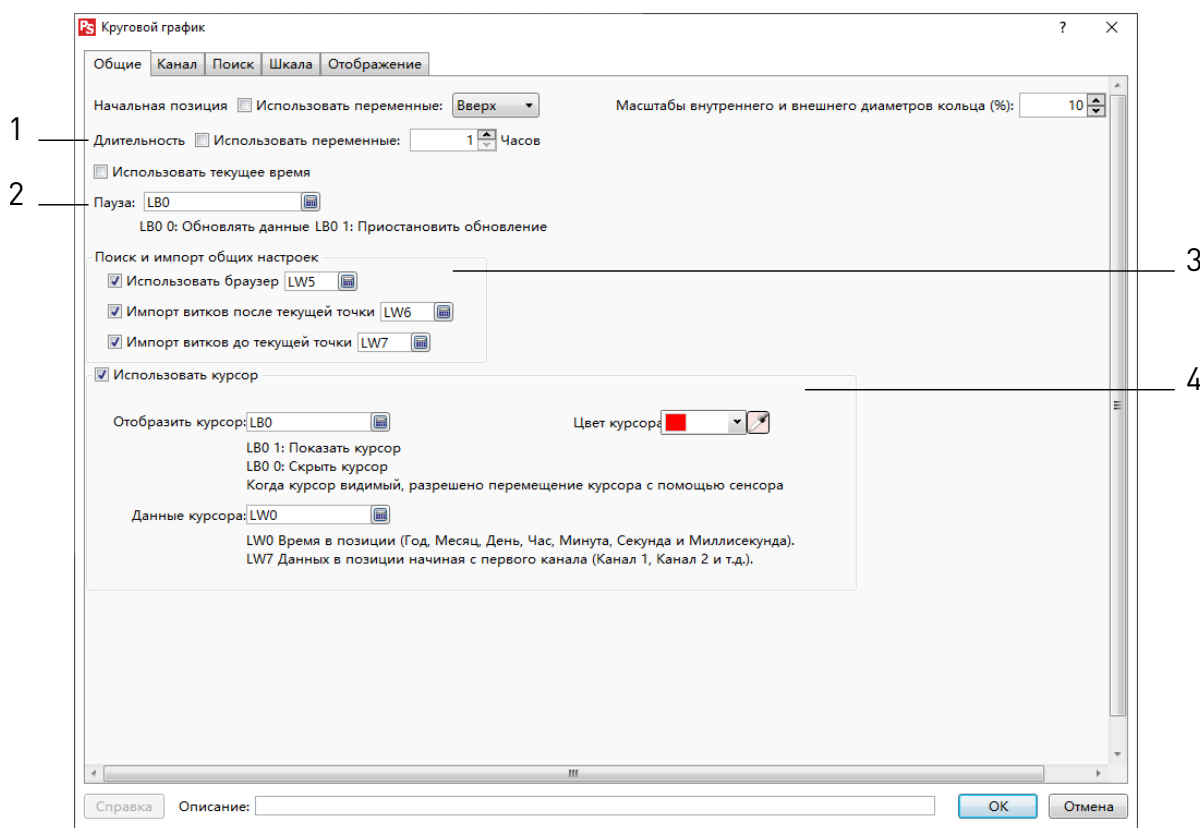 PS Круговой график ? ×
Общие Канал Поиск Шкала Отображение
Начальная позиция Использовать переменные: Вверх Масштабы внутреннего и внешнего диаметров кольца (%): 10
1 Длительность Использовать переменные: 1 Часов
Использовать текущее время
2 Пауза: LB0
LB0 0: Обновлять данные LB0 1: Приостановить обновление
Поиск и импорт общих настроек
3
Использовать браузер LW5
Импорт витков после текущей точки LW6
Импорт витков до текущей точки LW7
Использовать курсор
4
Отобразить курсор: LB0 Цвет курсора
LB0 1: Показать курсор
LB0 0: Скрыть курсор
Когда курсор видимый, разрешено перемещение курсора с помощью сенсора
Данные курсора: LW0
LW0 Время в позиции (Год, Месяц, День, Час, Минута, Секунда и Миллисекунда).
LW7 Данных в позиции начиная с первого канала (Канал 1, Канал 2 и т.д.).
Справка Описание: OK Отмена